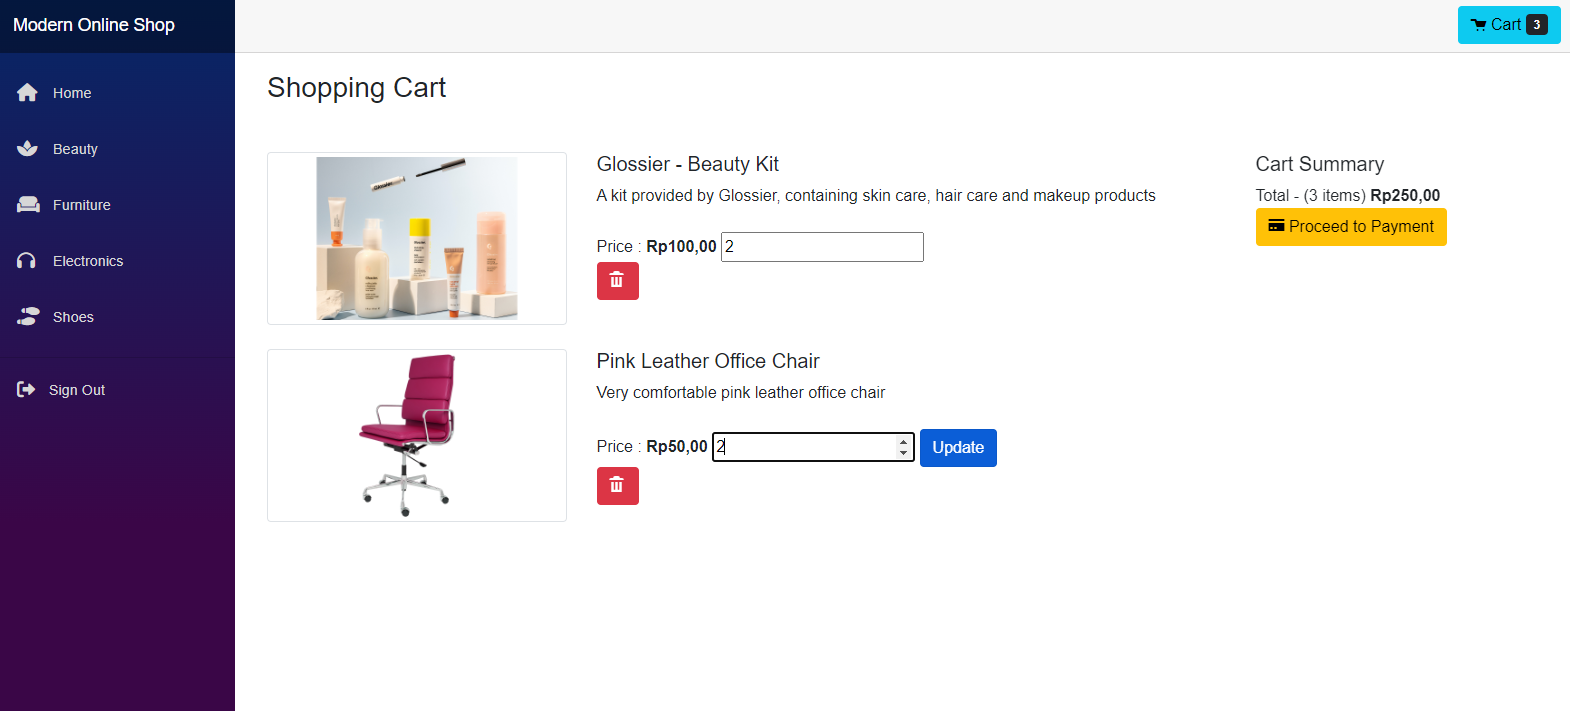 Modern Online Shop
Cart 3
Home
Beauty
Furniture
Electronics
Shoes
Sign Out
Shopping Cart
Glossier.
Glossier - Beauty Kit
A kit provided by Glossier, containing skin care, hair care and makeup products
Price : Rp100,00 2
Pink Leather Office Chair
Very comfortable pink leather office chair
Price : Rp50,00 2 Update
Cart Summary
Total - (3 items) Rp250,00
Proceed to Payment